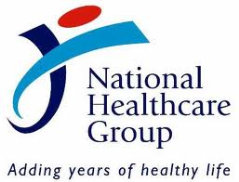 National
Healthcare
Group
Adding years of healthy life